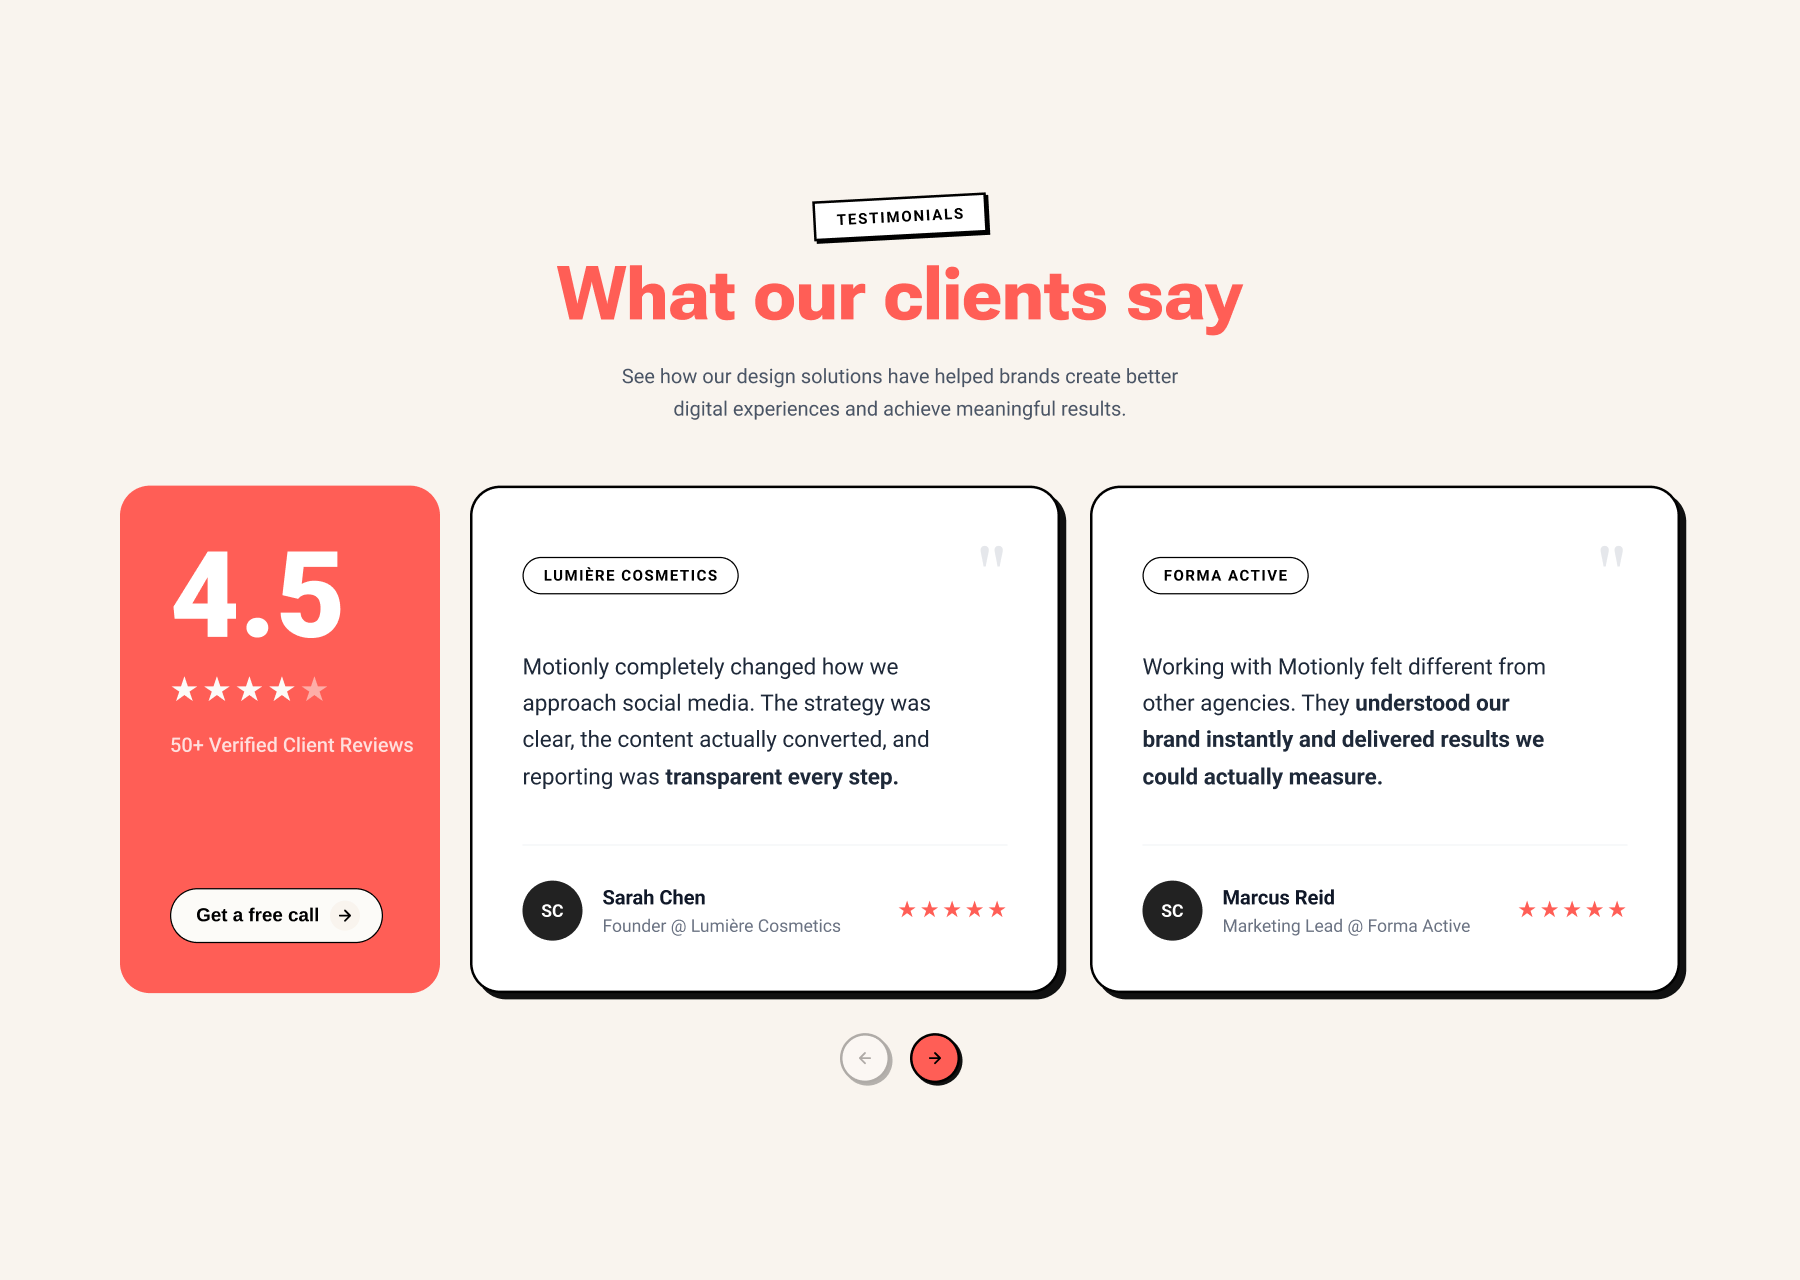 TESTIMONIALS
What our clients say
See how our design solutions have helped brands create better
digital experiences and achieve meaningful results.
4.5
50+ Verified Client Reviews
Get a free call
LUMIÈRE COSMETICS
"
Motionly completely changed how we
approach social media. The strategy was
clear, the content actually converted, and
reporting was transparent every step.
SC
Sarah Chen
Founder @ Lumière Cosmetics
FORMA ACTIVE
"
Working with Motionly felt different from
other agencies. They understood our
brand instantly and delivered results we
could actually measure.
SC
Marcus Reid
Marketing Lead @ Forma Active